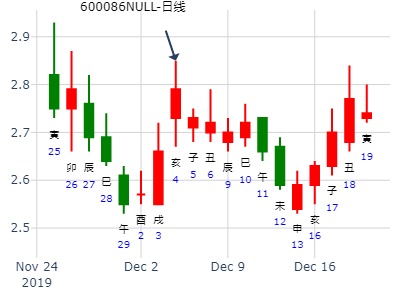 600086NULL-日线
2.9
2.8
2.7
2.6
2.5
寅
25
卯
26
辰
27
巳
28
午
29
酉
2
戌
3
亥
4
子
5
丑
6
辰
9
巳
10
午
11
未
12
申
13
亥
16
子
17
丑
18
寅
19
Nov 24
2019
Dec 2
Dec 9
Dec 16